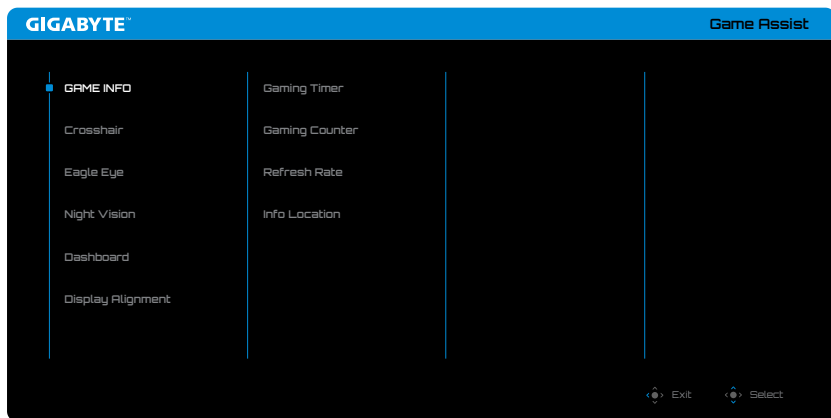 GIGABYTE™
Game Assist
GAME INFO
Crosshair
Eagle Eye
Night Vision
Dashboard
Display Alignment
Gaming Timer
Gaming Counter
Refresh Rate
Info Location
Exit
Select